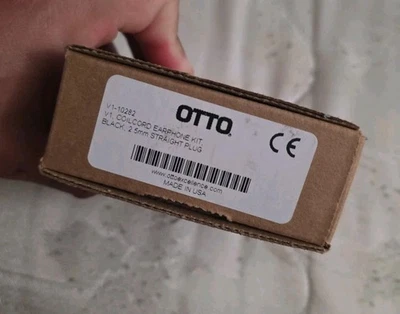 OTTO
V1-10282
V1, COILCORD EARPHONE KIT,
BLACK, 2.5mm STRAIGHT PLUG
CE
www.ottoexcellence.com
MADE IN USA